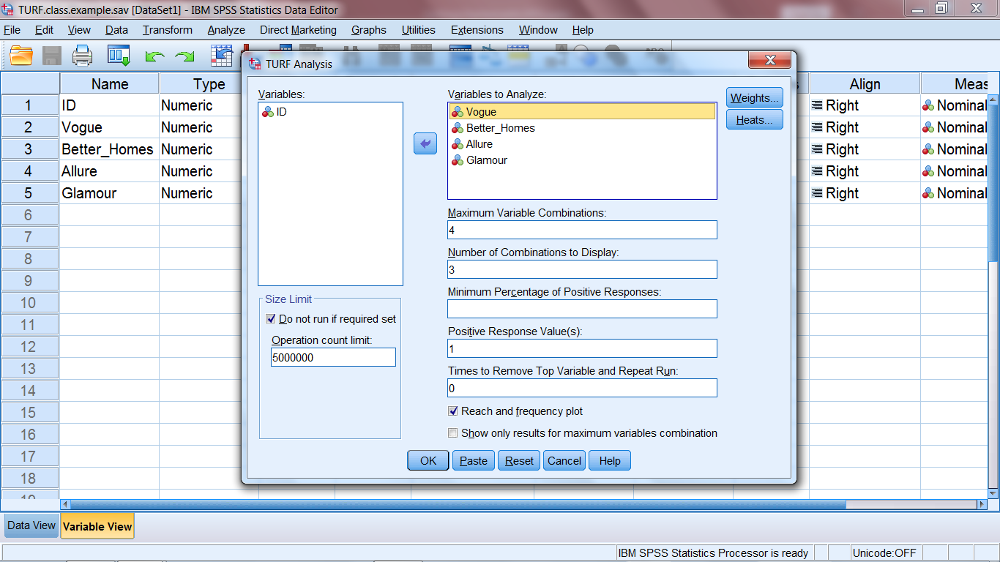 TURF.class.example.sav [DataSet1] - IBM SPSS Statistics Data Editor
File Edit View Data Transform Analyze Direct Marketing Graphs Utilities Extensions Window Help
TURF Analysis
Name Type Align Meas
1 ID Numeric Right Nominal
2 Vogue Numeric Right Nominal
3 Better_Homes Numeric Right Nominal
4 Allure Numeric Right Nominal
5 Glamour Numeric Right Nominal
6
7
8
9
10
11
12
13
14
15
16
17
18
19
Variables:
ID
Size Limit
Do not run if required set
Operation count limit:
5000000
Variables to Analyze:
Vogue
Better_Homes
Allure
Glamour
Maximum Variable Combinations:
4
Number of Combinations to Display:
3
Minimum Percentage of Positive Responses:
Positive Response Value(s):
1
Times to Remove Top Variable and Repeat Run:
0
Reach and frequency plot
Show only results for maximum variables combination
Weights...
Heats...
OK Paste Reset Cancel Help
Data View Variable View
IBM SPSS Statistics Processor is ready Unicode:OFF